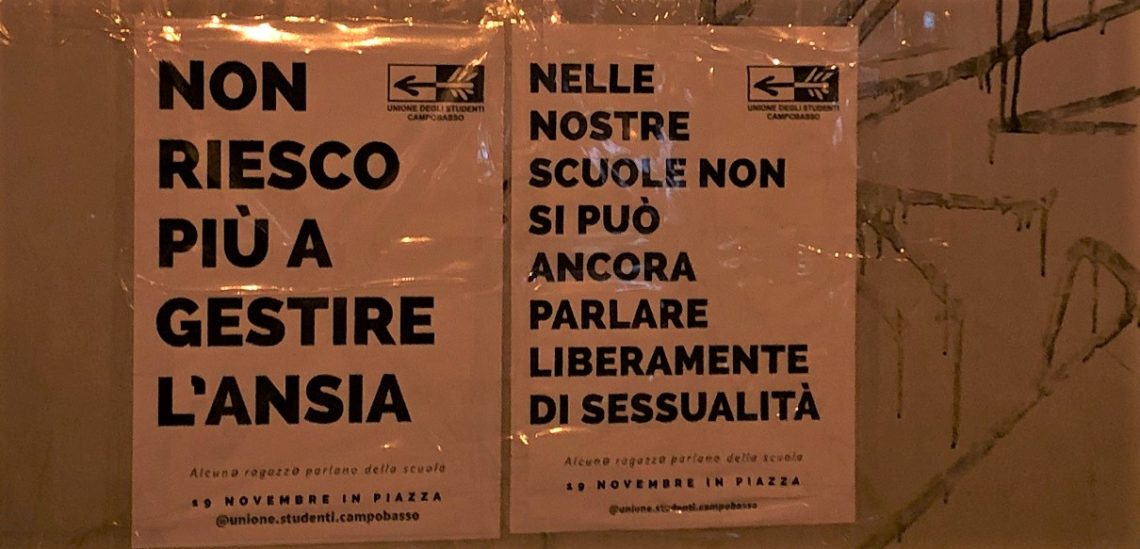 NON
RIESCO
PIÙ A
GESTIRE
L'ANSIA
UNIONE DEGLI STUDENTI
CAMPOBASSO
Alcunə ragazzə parlano della scuola
19 NOVEMBRE IN PIAZZA
@unione.studenti.campobasso
NELLE
NOSTRE
SCUOLE NON
SI PUÒ
ANCORA
PARLARE
LIBERAMENTE
DI SESSUALITÀ
UNIONE DEGLI STUDENTI
CAMPOBASSO
Alcunə ragazzə parlano della scuola
19 NOVEMBRE IN PIAZZA
@unione.studenti.campobasso